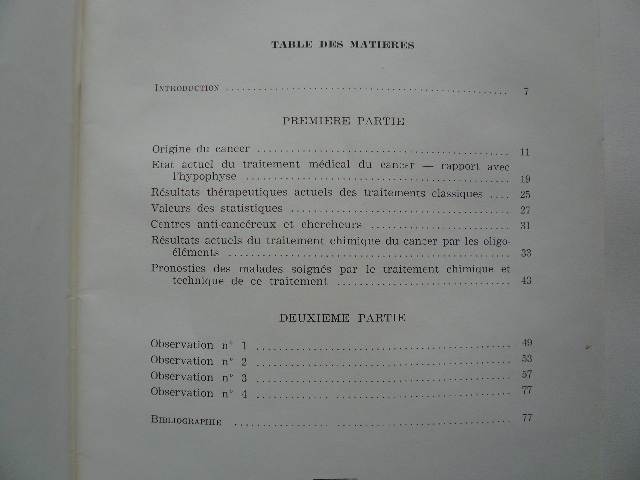 TABLE DES MATIERES
INTRODUCTION ........................................ 7
PREMIERE PARTIE
Origine du cancer ........................................ 11
Etat actuel du traitement médical du cancer — rapport avec
l'hypophyse ........................................ 19
Résultats thérapeutiques actuels des traitements classiques .... 25
Valeurs des statistiques ........................................ 27
Centres anti-cancéreux et chercheurs ........................................ 31
Résultats actuels du traitement chimique du cancer par les oligo-
éléments ........................................ 33
Pronostics des malades soignés par le traitement chimique et
technique de ce traitement ........................................ 43
DEUXIEME PARTIE
Observation n° 1 ........................................ 49
Observation n° 2 ........................................ 53
Observation n° 3 ........................................ 57
Observation n° 4 ........................................ 77
BIBLIOGRAPHIE ........................................ 77